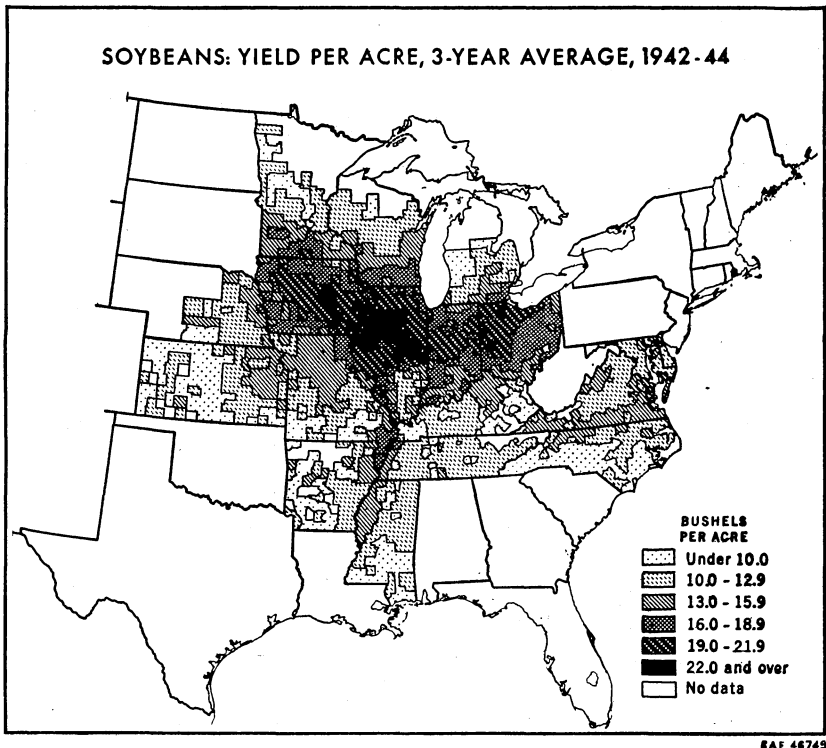 SOYBEANS: YIELD PER ACRE, 3-YEAR AVERAGE, 1942-44
BUSHELS
PER ACRE
Under 10.0
10.0 - 12.9
13.0 - 15.9
16.0 - 18.9
19.0 - 21.9
22.0 and over
No data
BAE 46749